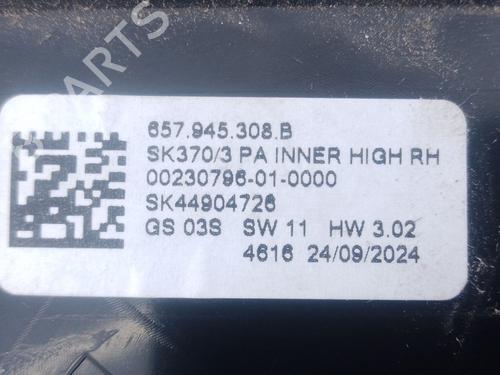 657.945.308.B
SK370/3 PA INNER HIGH RH
00230796-01-0000
SK44904726
GS 03S SW 11 HW 3.02
4616 24/09/2024
B-PARTS